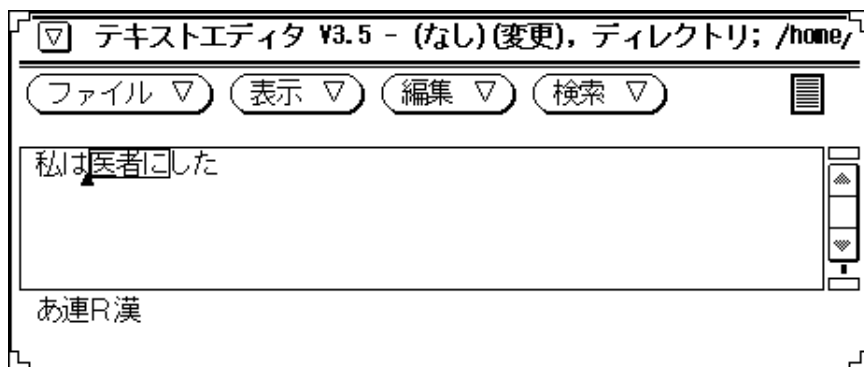 テキストエディタ V3.5 - (なし)(変更), ディレクトリ; /home/
ファイル 表示 編集 検索
私は医者にした
あ連R漢